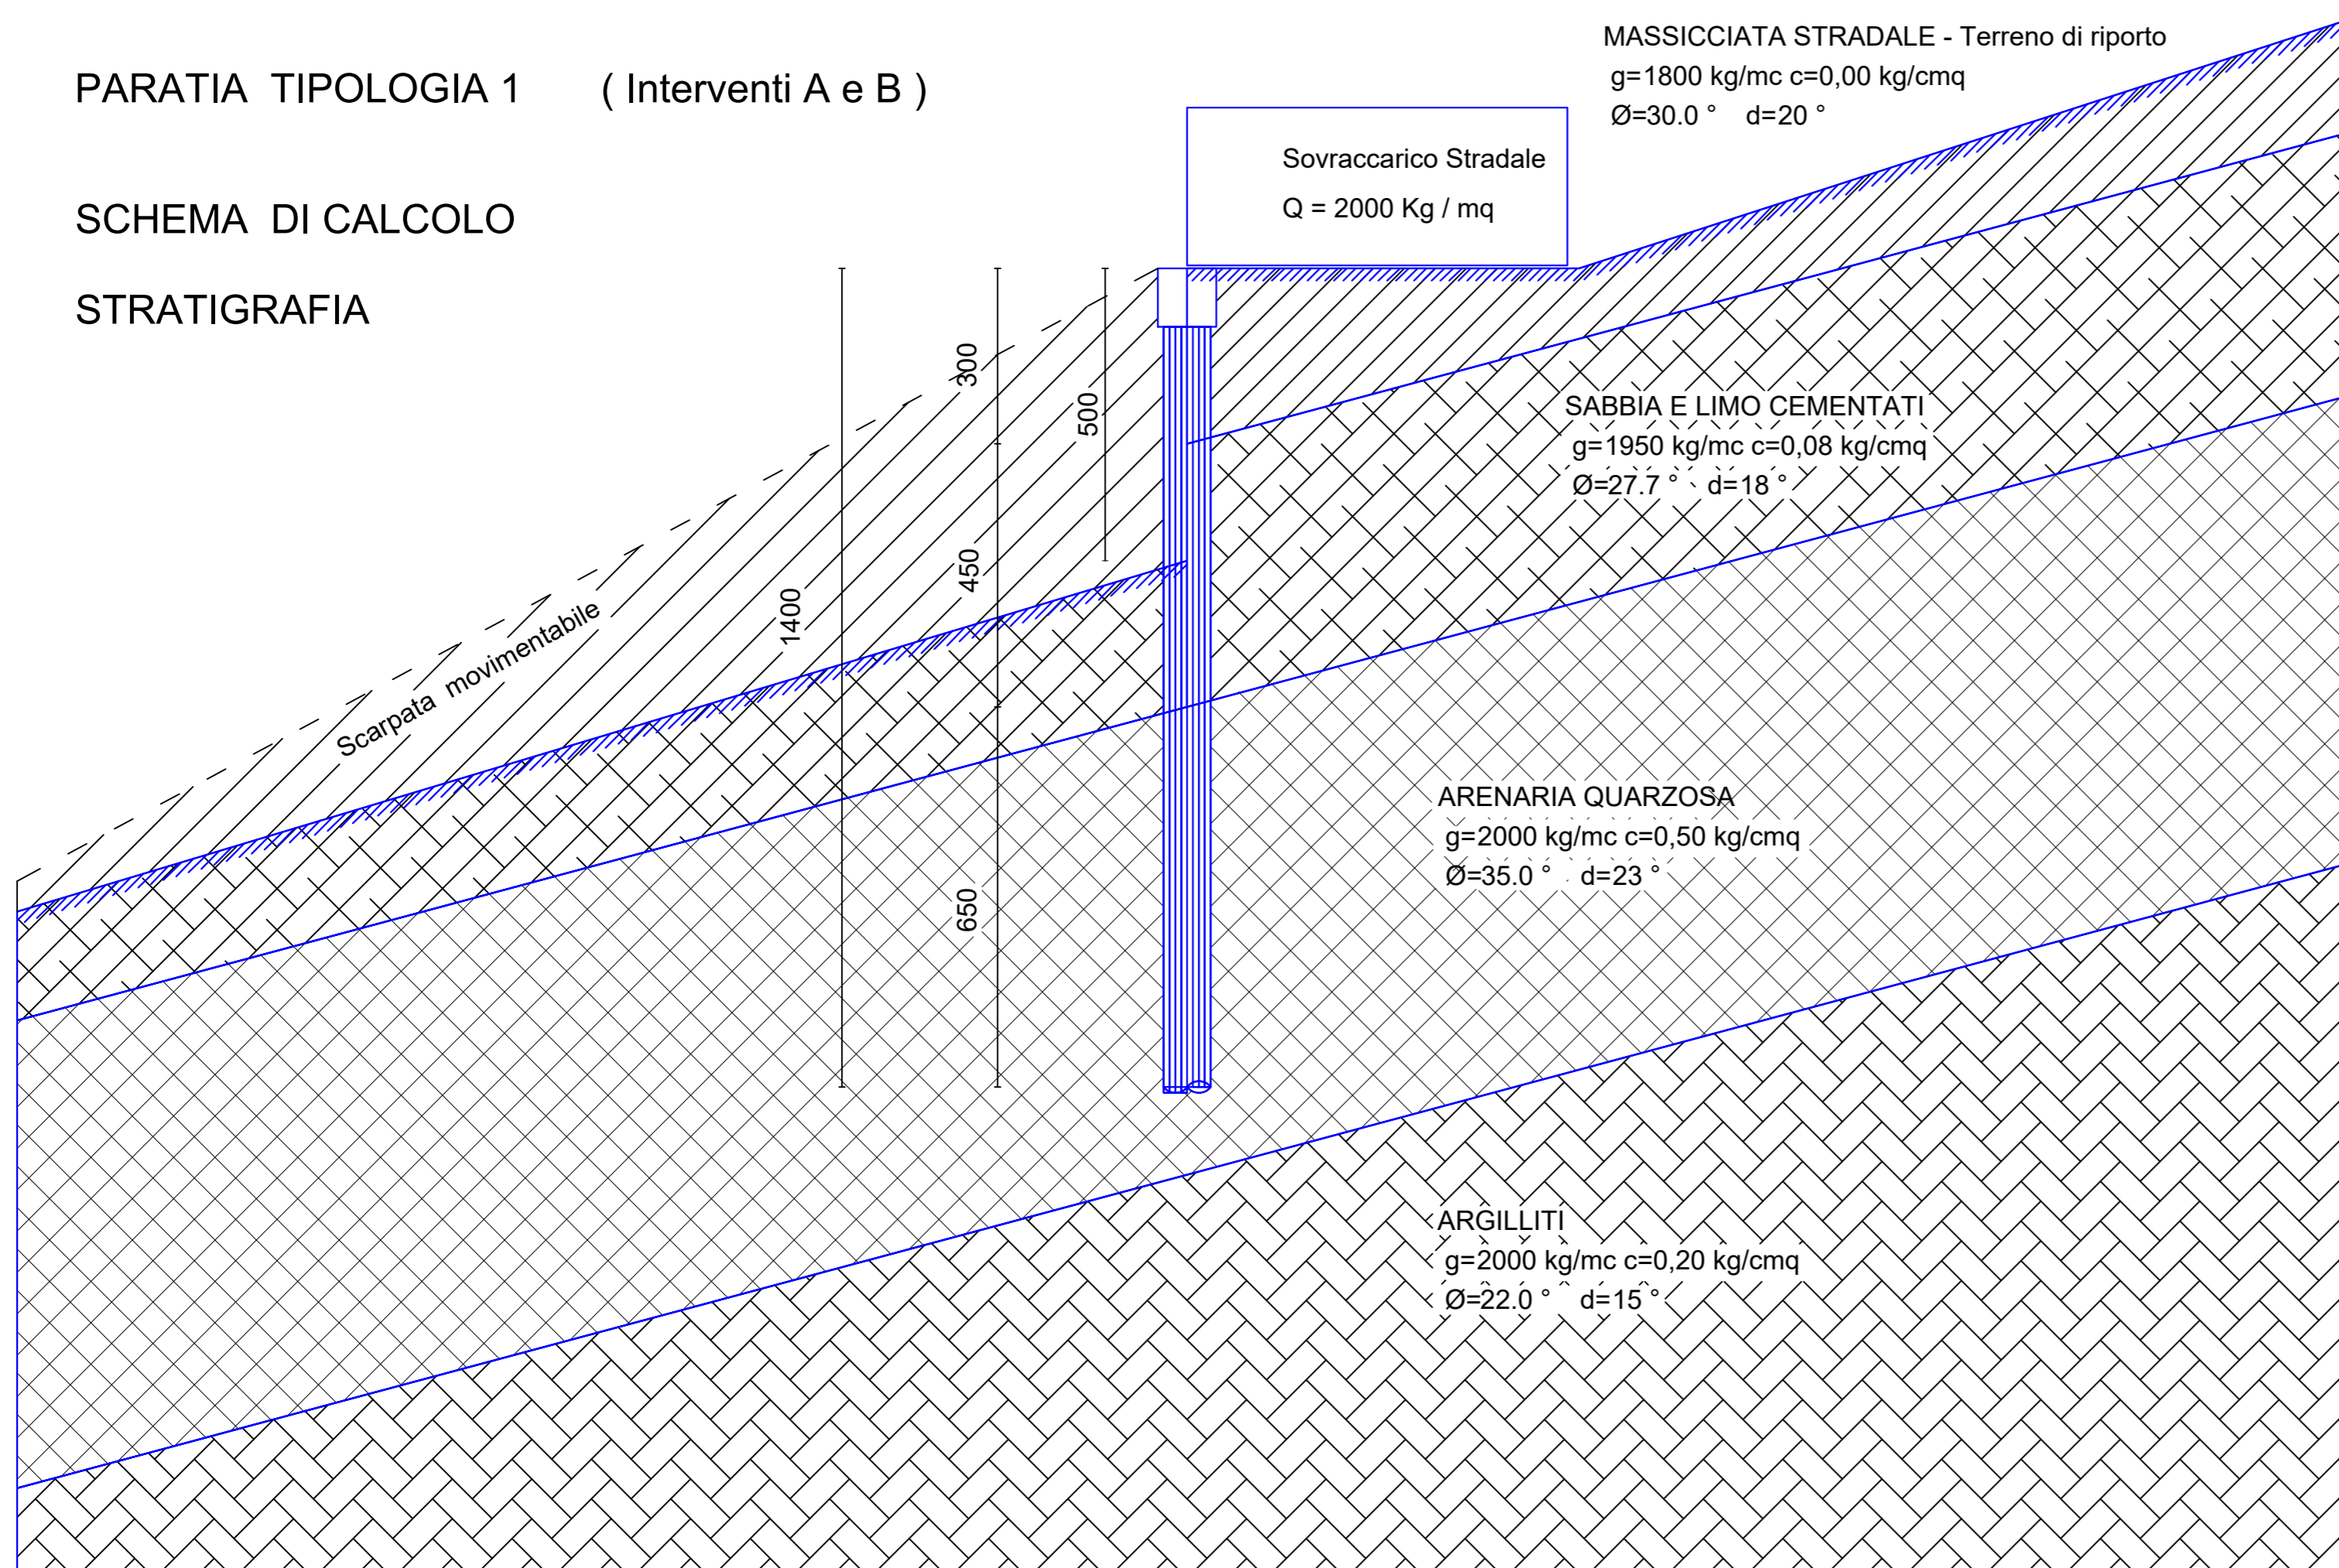 PARATIA TIPOLOGIA 1 ( Interventi A e B )
SCHEMA DI CALCOLO
STRATIGRAFIA
MASSICCIATA STRADALE - Terreno di riporto
g=1800 kg/mc c=0,00 kg/cmq
Ø=30.0 ° d=20 °
Sovraccarico Stradale
Q = 2000 Kg / mq
300
500
450
1400
650
Scarpata movimentabile
SABBIA E LIMO CEMENTATI
g=1950 kg/mc c=0,08 kg/cmq
Ø=27.7 ° d=18 °
ARENARIA QUARZOSA
g=2000 kg/mc c=0,50 kg/cmq
Ø=35.0 ° d=23 °
ARGILLITI
g=2000 kg/mc c=0,20 kg/cmq
Ø=22.0 ° d=15 °